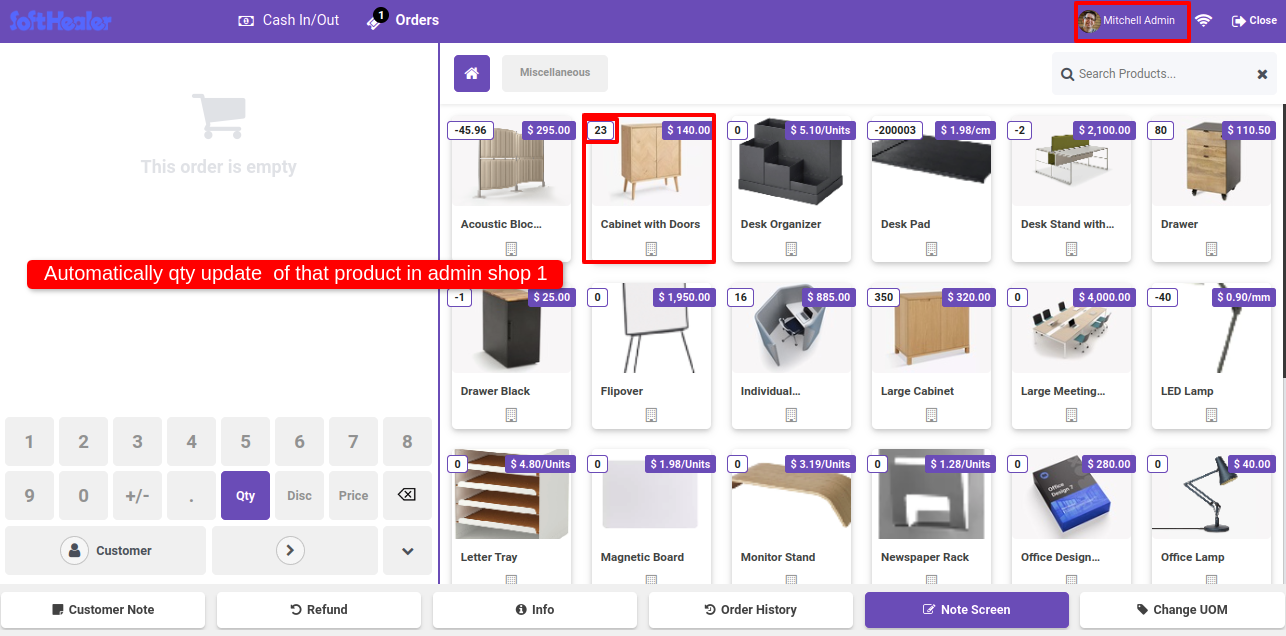 SoftHealer
Cash In/Out
1
Orders
Mitchell Admin
Close
This order is empty
Automatically qty update of that product in admin shop 1
1 2 3 4 5 6 7 8
9 0 +/- . Qty Disc Price
Customer
Miscellaneous
Search Products...
-45.96 $ 295.00 23 $ 140.00 0 $ 5.10/Units -200003 $ 1.98/cm -2 $ 2,100.00 80 $ 110.50
Acoustic Bloc... Cabinet with Doors Desk Organizer Desk Pad Desk Stand with... Drawer
-1 $ 25.00 0 $ 1,950.00 16 $ 885.00 350 $ 320.00 0 $ 4,000.00 -40 $ 0.90/mm
Drawer Black Flipover Individual... Large Cabinet Large Meeting... LED Lamp
0 $ 4.80/Units 0 $ 1.98/Units 0 $ 3.19/Units 0 $ 1.28/Units 0 $ 280.00 0 $ 40.00
Office
Design 7
Letter Tray Magnetic Board Monitor Stand Newspaper Rack Office Design... Office Lamp
Customer Note Refund Info Order History Note Screen Change UOM